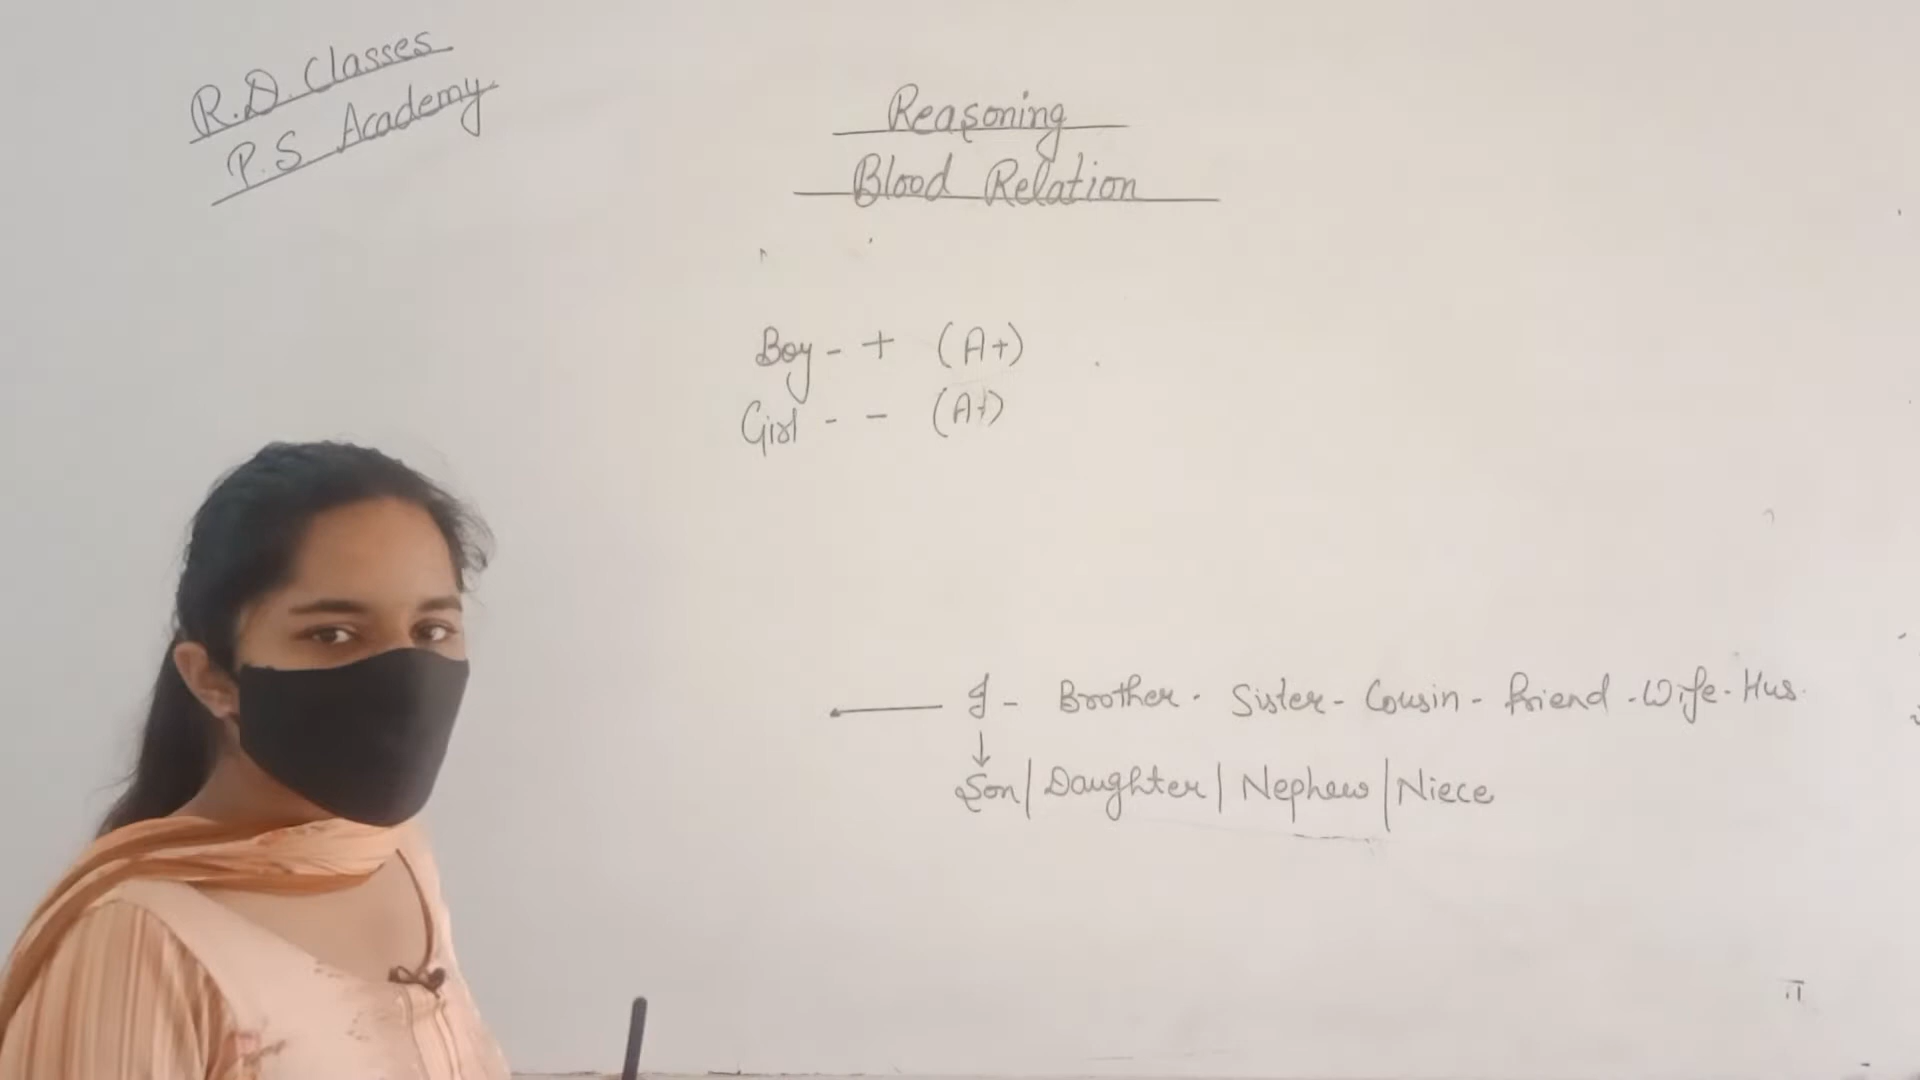 R.D. Classes
P.S Academy
Reasoning
Blood Relation
Boy - + (A+)
Girl - - (A+)
I - Brother - Sister - Cousin - Friend - Wife - Hus.
↓
Son | Daughter | Nephew | Niece